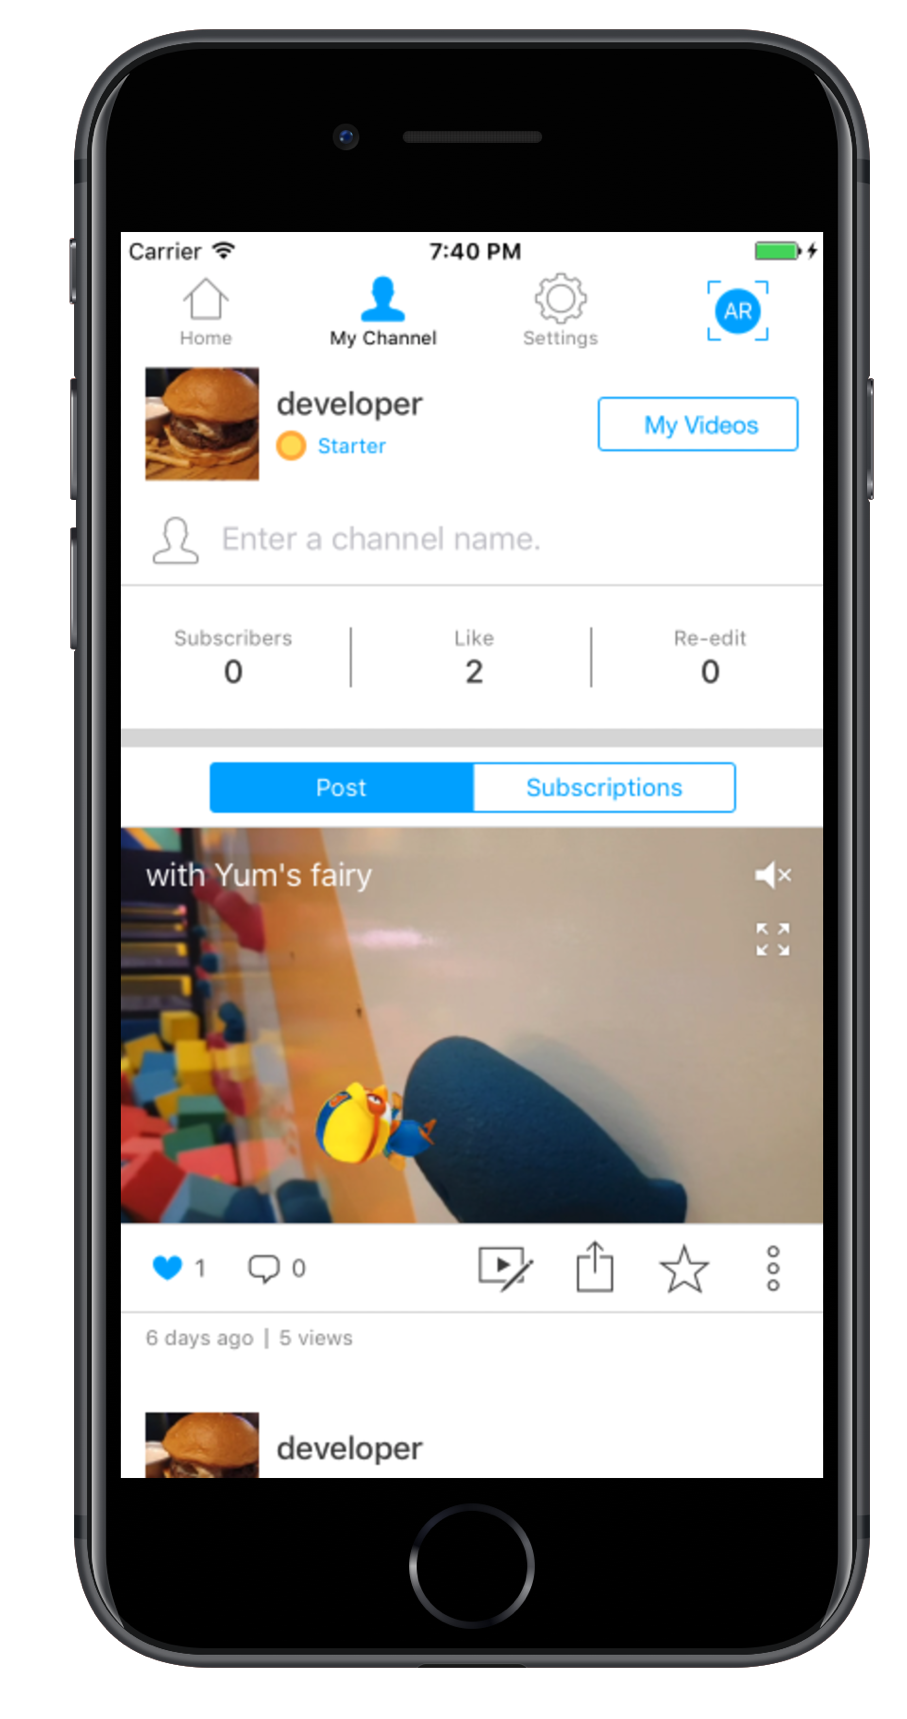 Carrier 7:40 PM
Home My Channel Settings AR
developer
Starter
My Videos
Enter a channel name.
Subscribers Like Re-edit
0 2 0
Post Subscriptions
with Yum's fairy
1 0
6 days ago | 5 views
developer